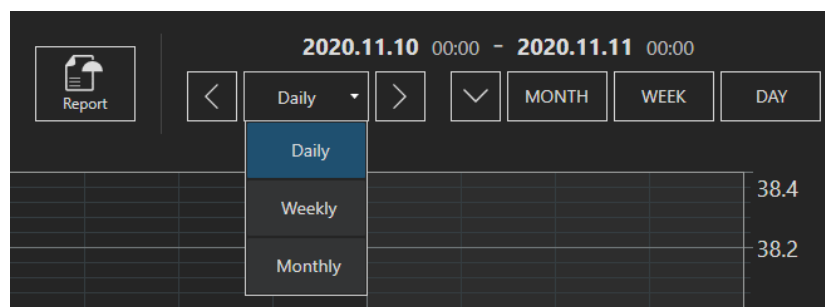 2020.11.10 00:00 - 2020.11.11 00:00
Report
Daily
MONTH
WEEK
DAY
Daily
Weekly
Monthly
38.4
38.2